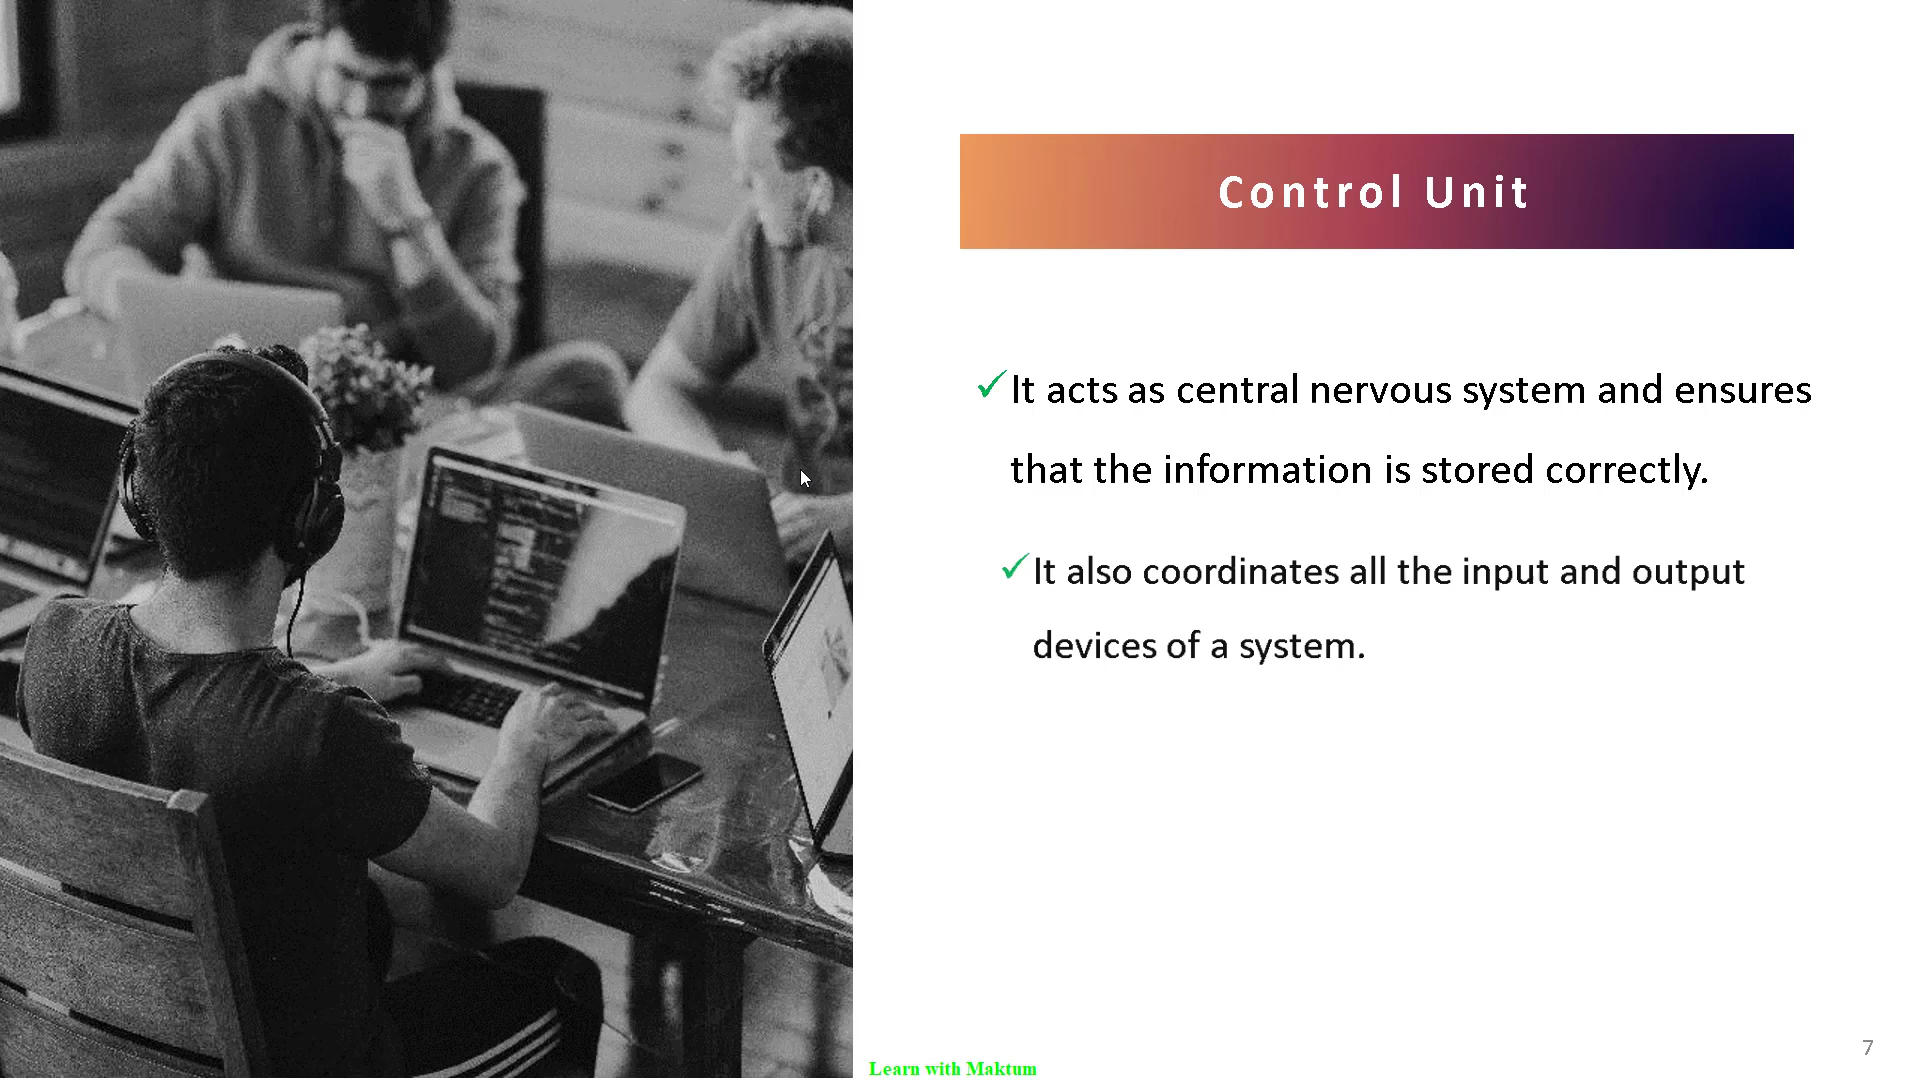 Control Unit
✓It acts as central nervous system and ensures
that the information is stored correctly.
✓It also coordinates all the input and output
devices of a system.
7
Learn with Maktum